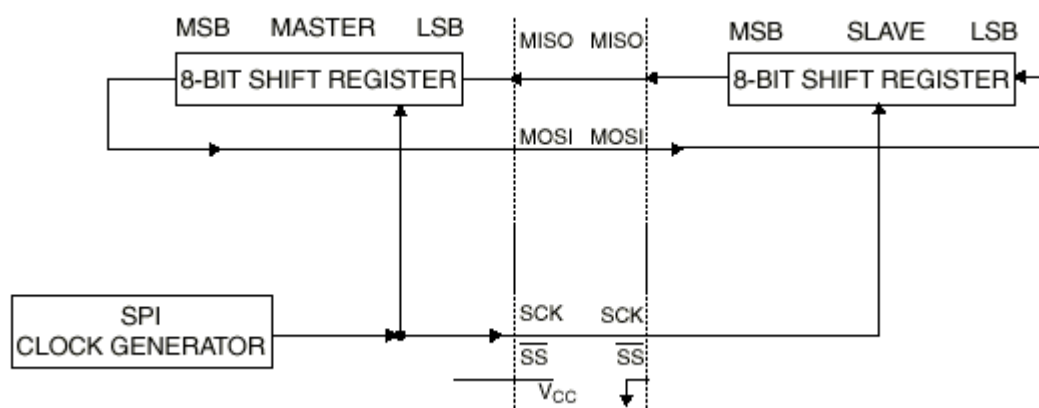 MSB MASTER LSB
MISO MISO
MSB SLAVE LSB
8-BIT SHIFT REGISTER
8-BIT SHIFT REGISTER
MOSI MOSI
SPI
CLOCK GENERATOR
SCK SCK
SS SS
VCC